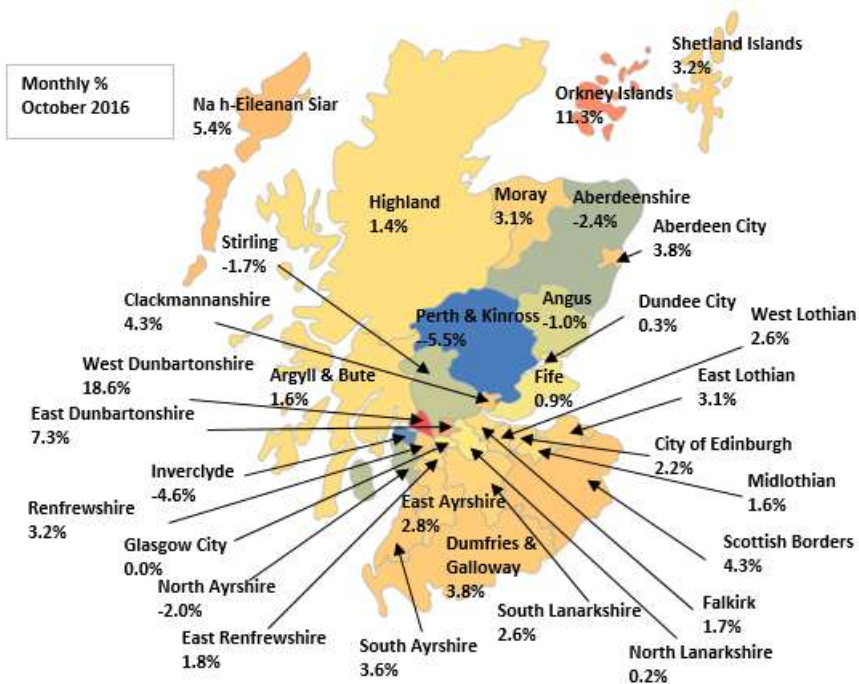 Monthly %
October 2016
Shetland Islands
3.2%
Orkney Islands
11.3%
Na h-Eileanan Siar
5.4%
Highland
1.4%
Moray
3.1%
Aberdeenshire
-2.4%
Aberdeen City
3.8%
Stirling
-1.7%
Clackmannanshire
4.3%
Perth & Kinross
--5.5%
Angus
-1.0%
Dundee City
0.3%
West Lothian
2.6%
West Dunbartonshire
18.6%
Argyll & Bute
1.6%
Fife
0.9%
East Lothian
3.1%
East Dunbartonshire
7.3%
City of Edinburgh
2.2%
Inverclyde
-4.6%
Midlothian
1.6%
Renfrewshire
3.2%
East Ayrshire
2.8%
Glasgow City
0.0%
Dumfries &
Galloway
3.8%
Scottish Borders
4.3%
North Ayrshire
-2.0%
South Lanarkshire
2.6%
Falkirk
1.7%
East Renfrewshire
1.8%
South Ayrshire
3.6%
North Lanarkshire
0.2%